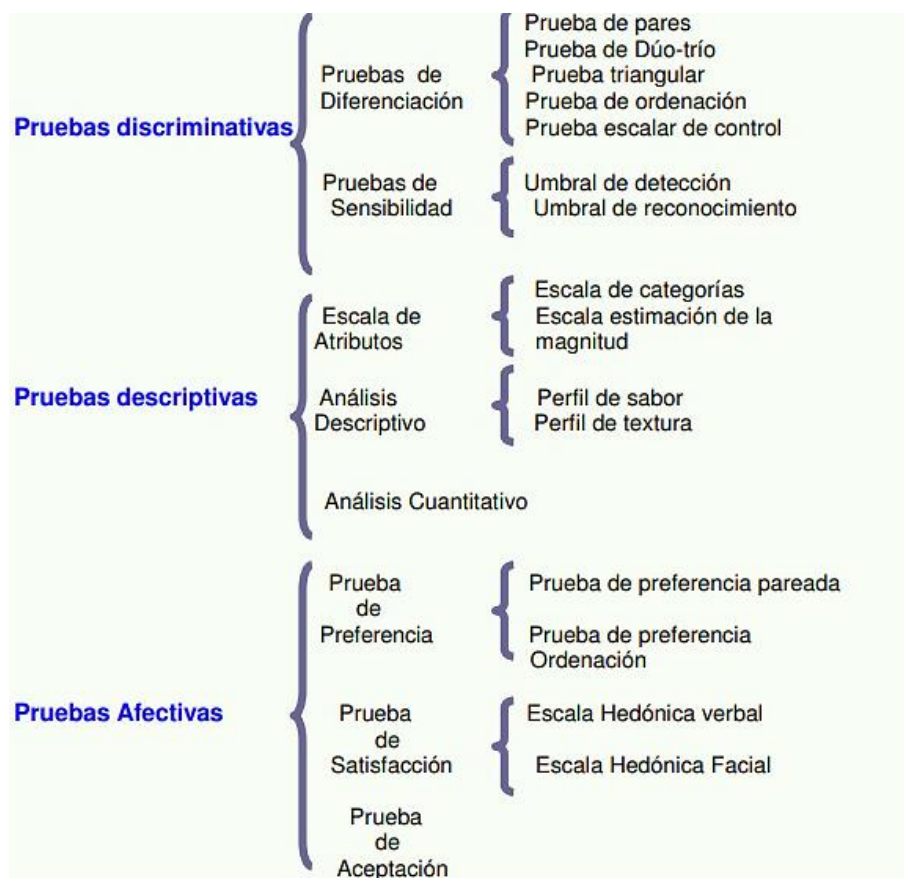 Pruebas discriminativas
Pruebas de
Diferenciación
Prueba de pares
Prueba de Dúo-trío
Prueba triangular
Prueba de ordenación
Prueba escalar de control
Pruebas de
Sensibilidad
Umbral de detección
Umbral de reconocimiento
Pruebas descriptivas
Escala de
Atributos
Escala de categorías
Escala estimación de la
magnitud
Análisis
Descriptivo
Perfil de sabor
Perfil de textura
Análisis Cuantitativo
Pruebas Afectivas
Prueba
de
Preferencia
Prueba de preferencia pareada
Prueba de preferencia
Ordenación
Prueba
de
Satisfacción
Escala Hedónica verbal
Escala Hedónica Facial
Prueba
de
Aceptación